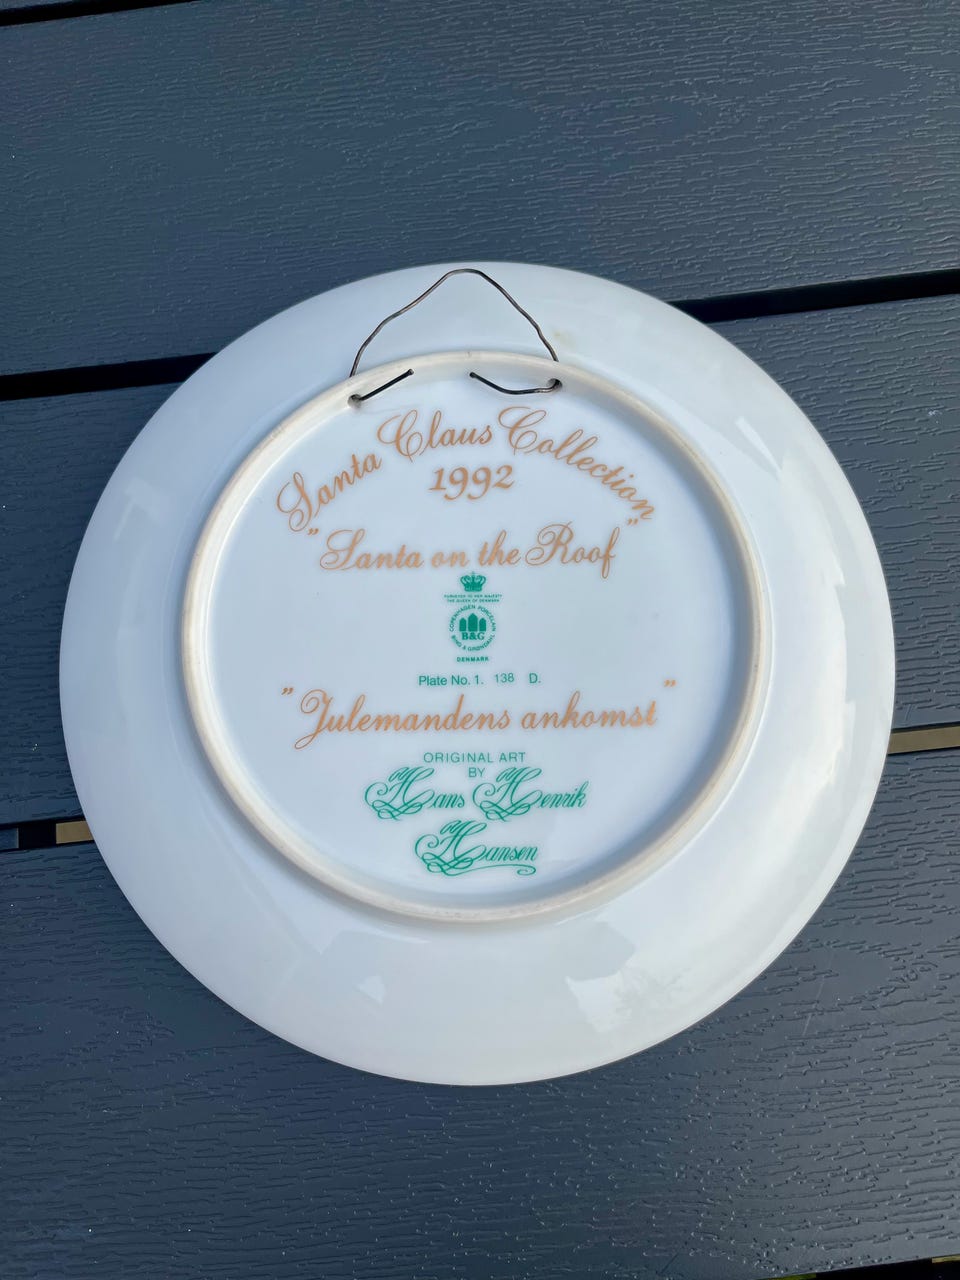 Santa Claus Collection
1992
"Santa on the Roof"
PURVEYOR TO HER MAJESTY
THE QUEEN OF DENMARK
COPENHAGEN PORCELAIN
B&G
BING & GRØNDAHL
DENMARK
Plate No. 1. 138 D.
"Julemandens ankomst"
ORIGINAL ART
BY
Hans Henrik
Hansen